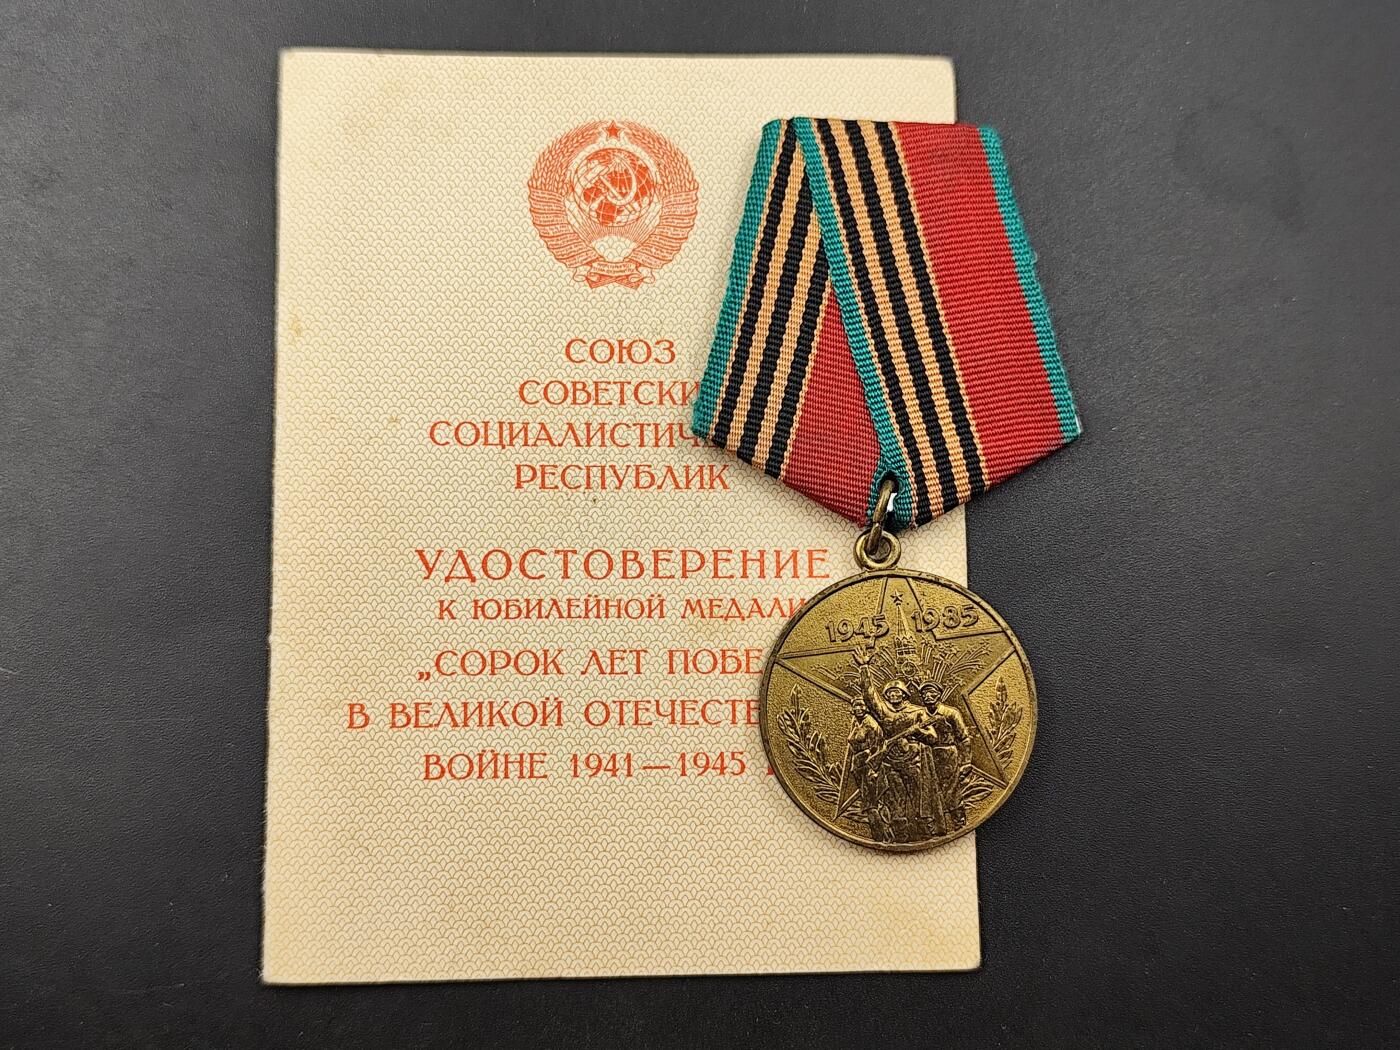 СОЮЗ
СОВЕТСКИ
СОЦИАЛИСТИЧ
РЕСПУБЛИК
УДОСТОВЕРЕНИЕ
К ЮБИЛЕЙНОЙ МЕДАЛИ
„СОРОК ЛЕТ ПОБЕ
В ВЕЛИКОЙ ОТЕЧЕСТВЕ
ВОЙНЕ 1941—1945
1945 1985